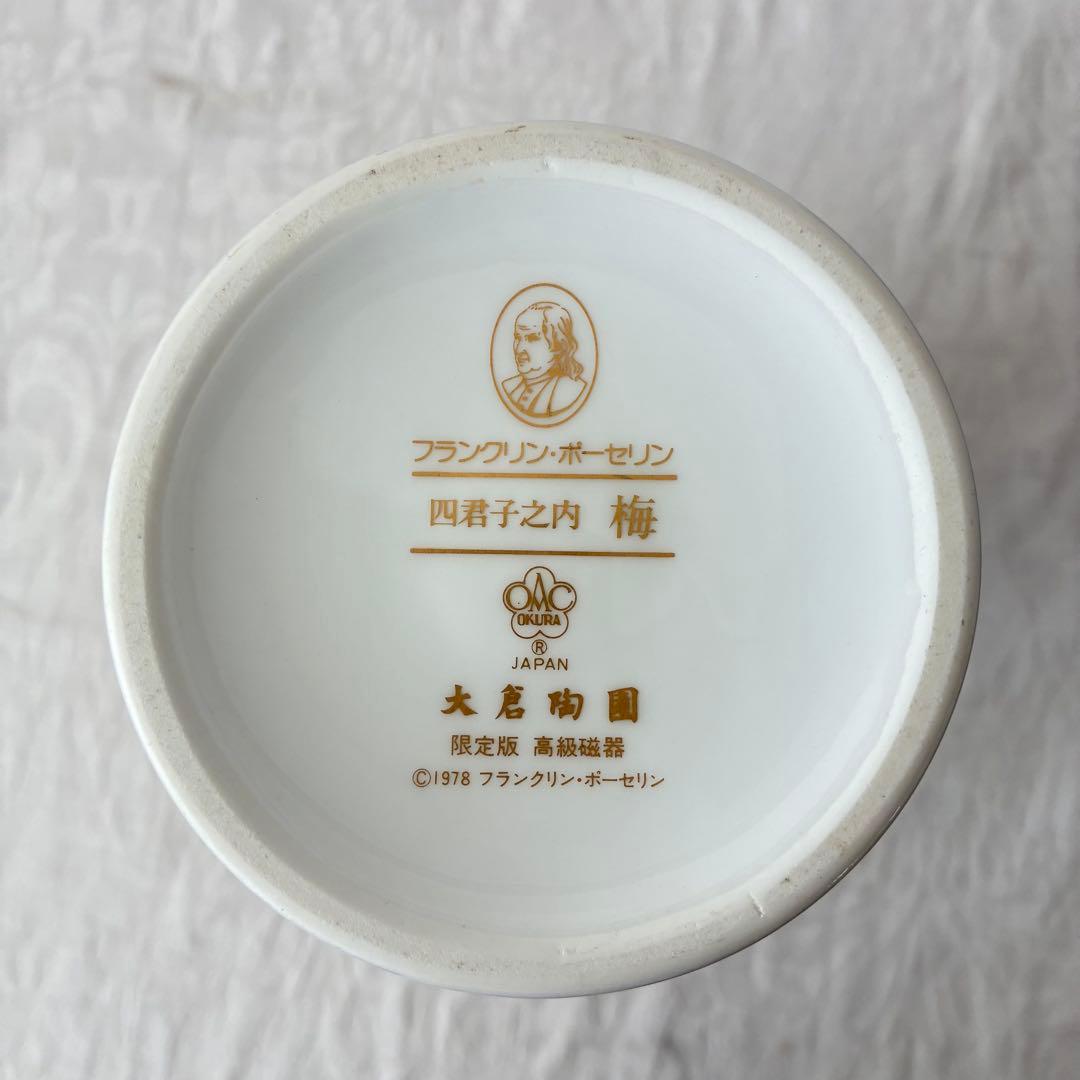 フランクリン・ポーセリン
四君子之内 梅
OAC
OKURA
®
JAPAN
大倉陶園
限定版 高級磁器
©1978 フランクリン・ポーセリン